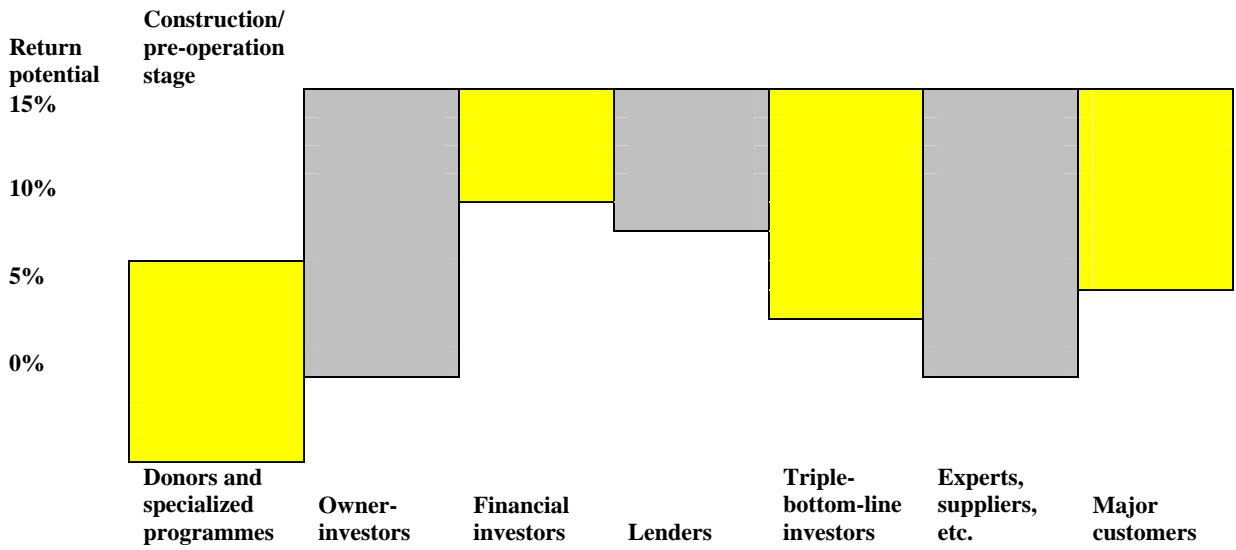 Construction/
pre-operation
stage
Return
potential
15%
10%
5%
0%
Donors and
specialized
programmes
Owner-
investors
Financial
investors
Lenders
Triple-
bottom-line
investors
Experts,
suppliers,
etc.
Major
customers